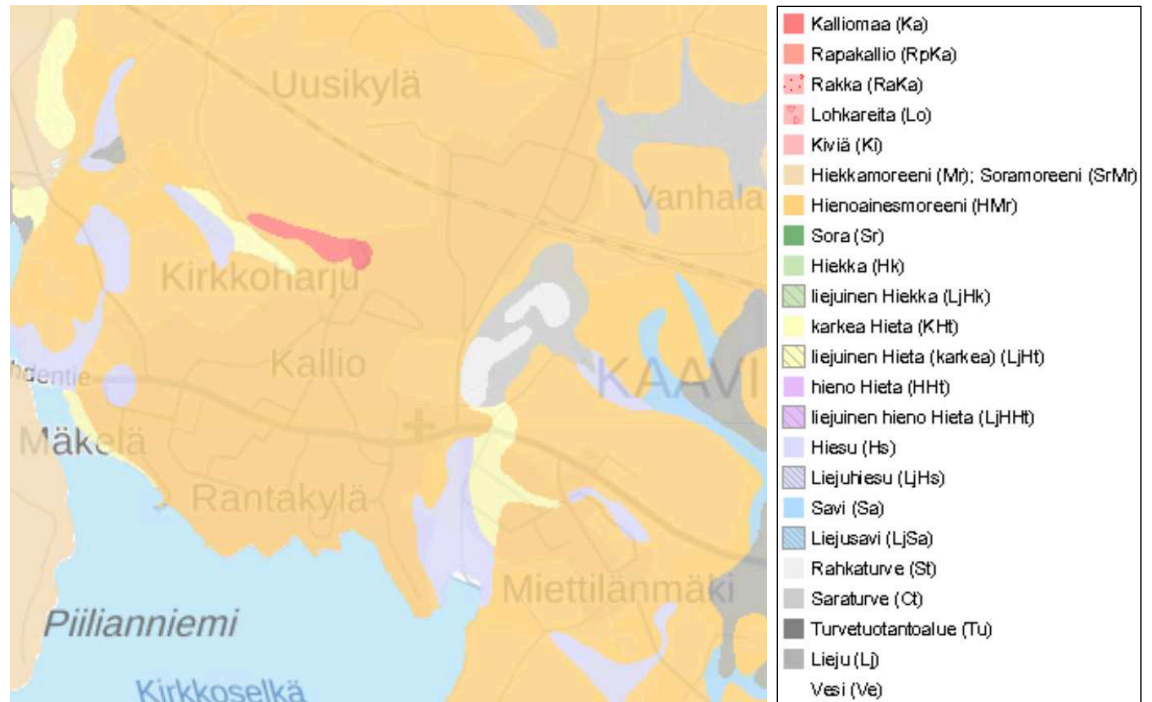 Uusikylä
Vanhala
Kirkkoharju
Kallio
KAAVI
hdentie
Mäkelä
Rantakylä
Miettilänmäki
Piilianniemi
Kirkkoselkä
Kalliomaa (Ka)
Rapakallio (RpKa)
Rakka (RaKa)
Lohkareita (Lo)
Kiviä (Ki)
Hiekkamoreeni (Mr); Soramoreeni (SrMr)
Hienoainesmoreeni (HMr)
Sora (Sr)
Hiekka (Hk)
liejuinen Hiekka (LjHk)
karkea Hieta (KHt)
liejuinen Hieta (karkea) (LjHt)
hieno Hieta (HHt)
liejuinen hieno Hieta (LjHHt)
Hiesu (Hs)
Liejuhiesu (LjHs)
Savi (Sa)
Liejusavi (LjSa)
Rahkaturve (St)
Saraturve (Ct)
Turvetuotantoalue (Tu)
Lieju (Lj)
Vesi (Ve)